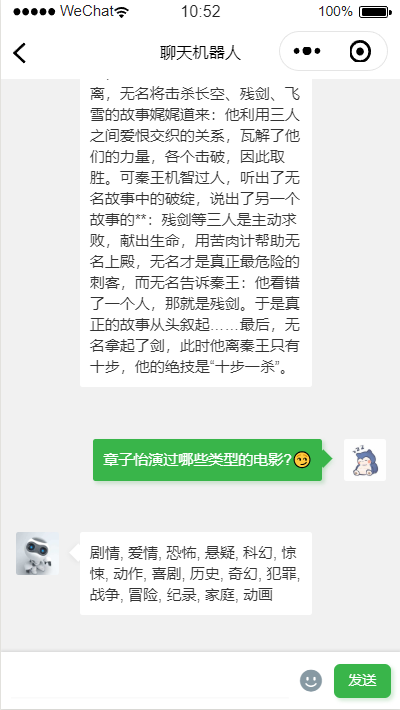 WeChat 10:52 100%
聊天机器人
离，无名将击杀长空、残剑、飞
雪的故事娓娓道来：他利用三人
之间爱恨交织的关系，瓦解了他
们的力量，各个击破，因此取
胜。可秦王机智过人，听出了无
名故事中的破绽，说出了另一个
故事的**：残剑等三人是主动求
败，献出生命，用苦肉计帮助无
名上殿，无名才是真正最危险的
刺客，而无名告诉秦王：他看错
了一个人，那就是残剑。于是真
正的故事从头叙起……最后，无
名拿起了剑，此时他离秦王只有
十步，他的绝技是“十步一杀”。
章子怡演过哪些类型的电影?😏
剧情, 爱情, 恐怖, 悬疑, 科幻, 惊
悚, 动作, 喜剧, 历史, 奇幻, 犯罪,
战争, 冒险, 纪录, 家庭, 动画
发送